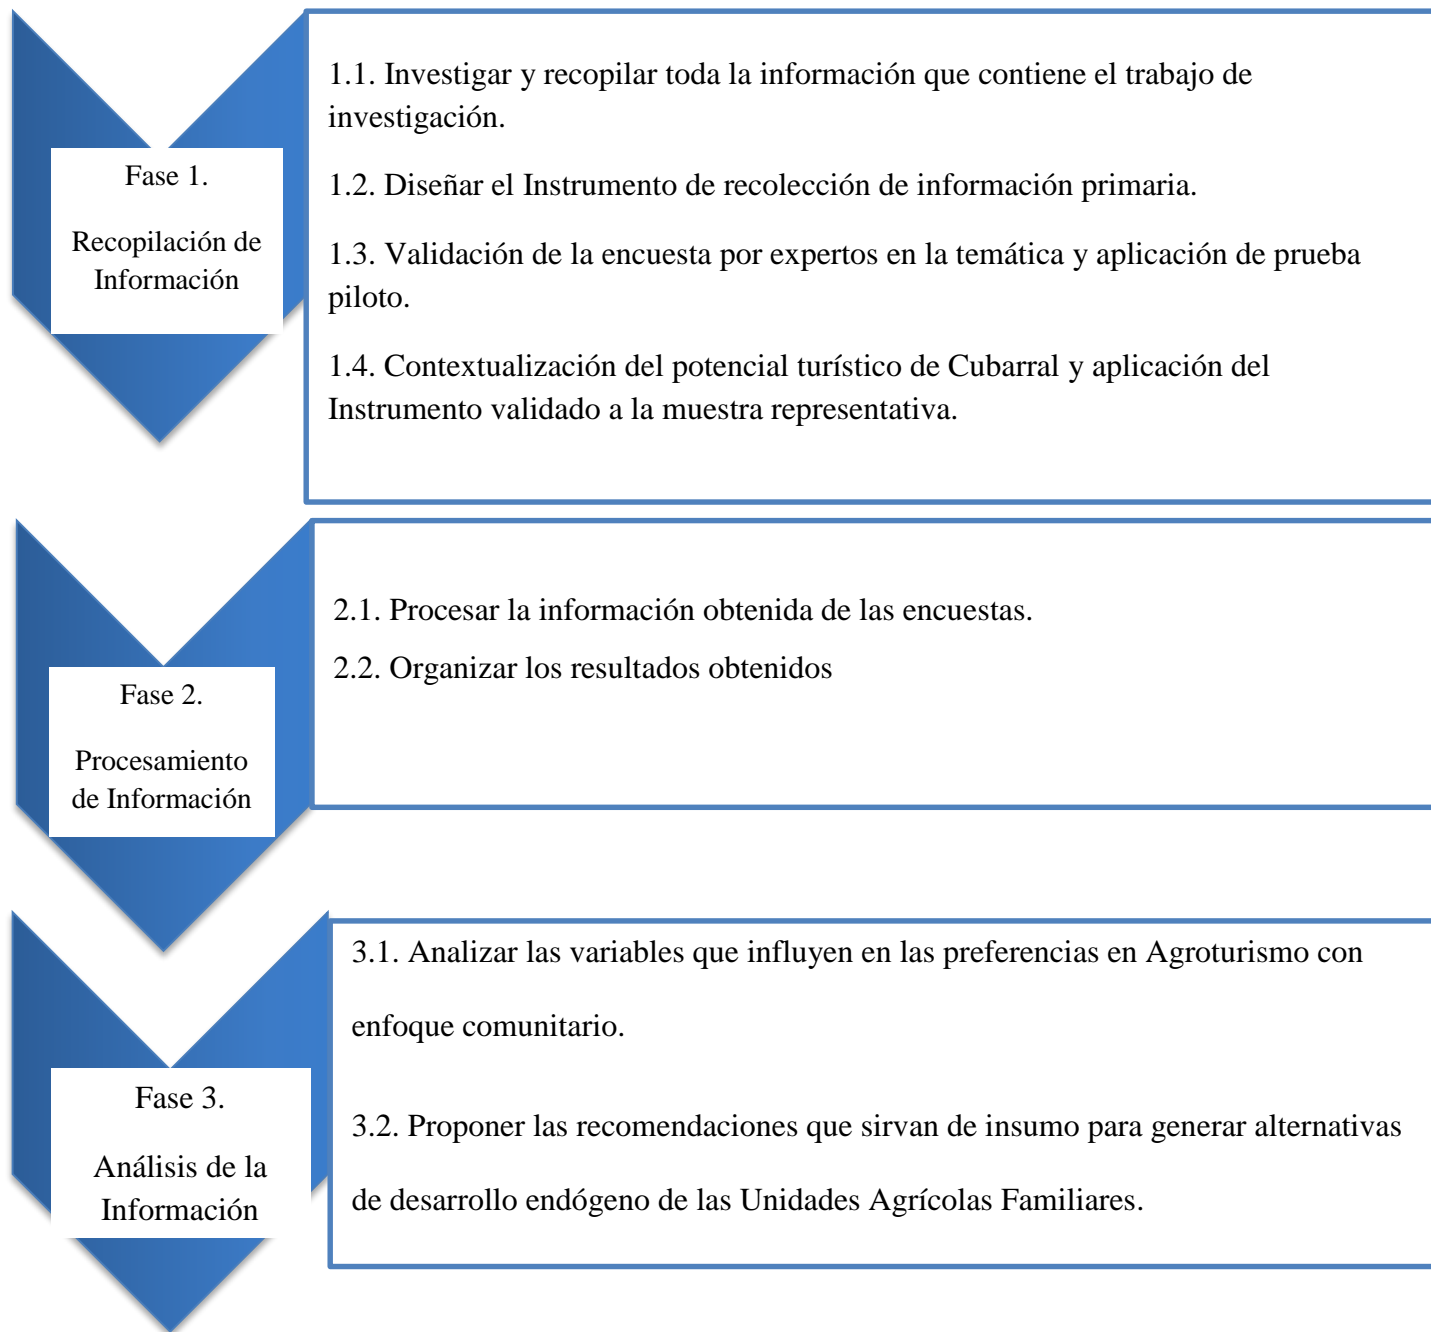 Fase 1.
Recopilación de
Información
1.1. Investigar y recopilar toda la información que contiene el trabajo de
investigación.
1.2. Diseñar el Instrumento de recolección de información primaria.
1.3. Validación de la encuesta por expertos en la temática y aplicación de prueba
piloto.
1.4. Contextualización del potencial turístico de Cubarral y aplicación del
Instrumento validado a la muestra representativa.
Fase 2.
Procesamiento
de Información
2.1. Procesar la información obtenida de las encuestas.
2.2. Organizar los resultados obtenidos
Fase 3.
Análisis de la
Información
3.1. Analizar las variables que influyen en las preferencias en Agroturismo con
enfoque comunitario.
3.2. Proponer las recomendaciones que sirvan de insumo para generar alternativas
de desarrollo endógeno de las Unidades Agrícolas Familiares.